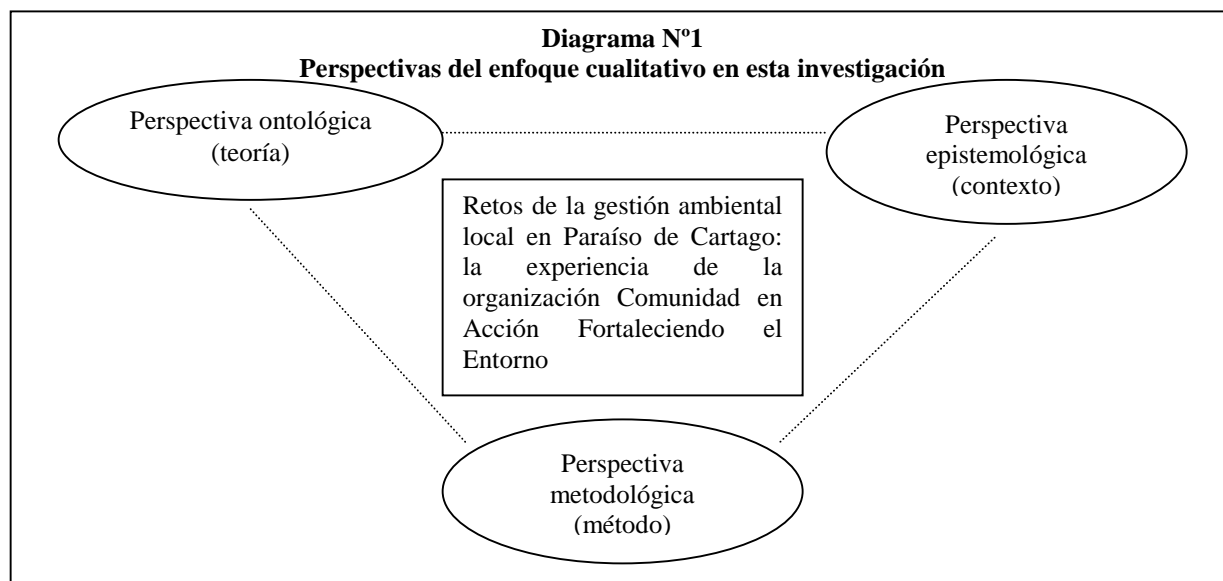 Diagrama Nº1
Perspectivas del enfoque cualitativo en esta investigación
Perspectiva ontológica
(teoría)
Perspectiva
epistemológica
(contexto)
Retos de la gestión ambiental
local en Paraíso de Cartago:
la experiencia de la
organización Comunidad en
Acción Fortaleciendo el
Entorno
Perspectiva
metodológica
(método)